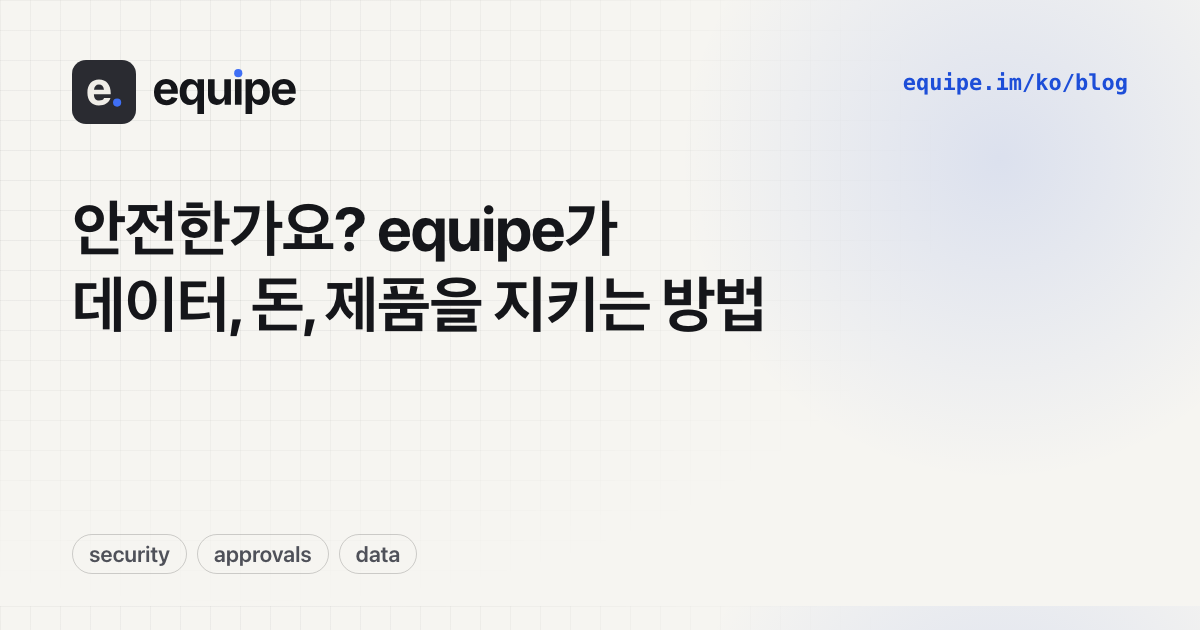 e.
equipe
equipe.im/ko/blog
안전한가요? equipe가
데이터, 돈, 제품을 지키는 방법
security
approvals
data